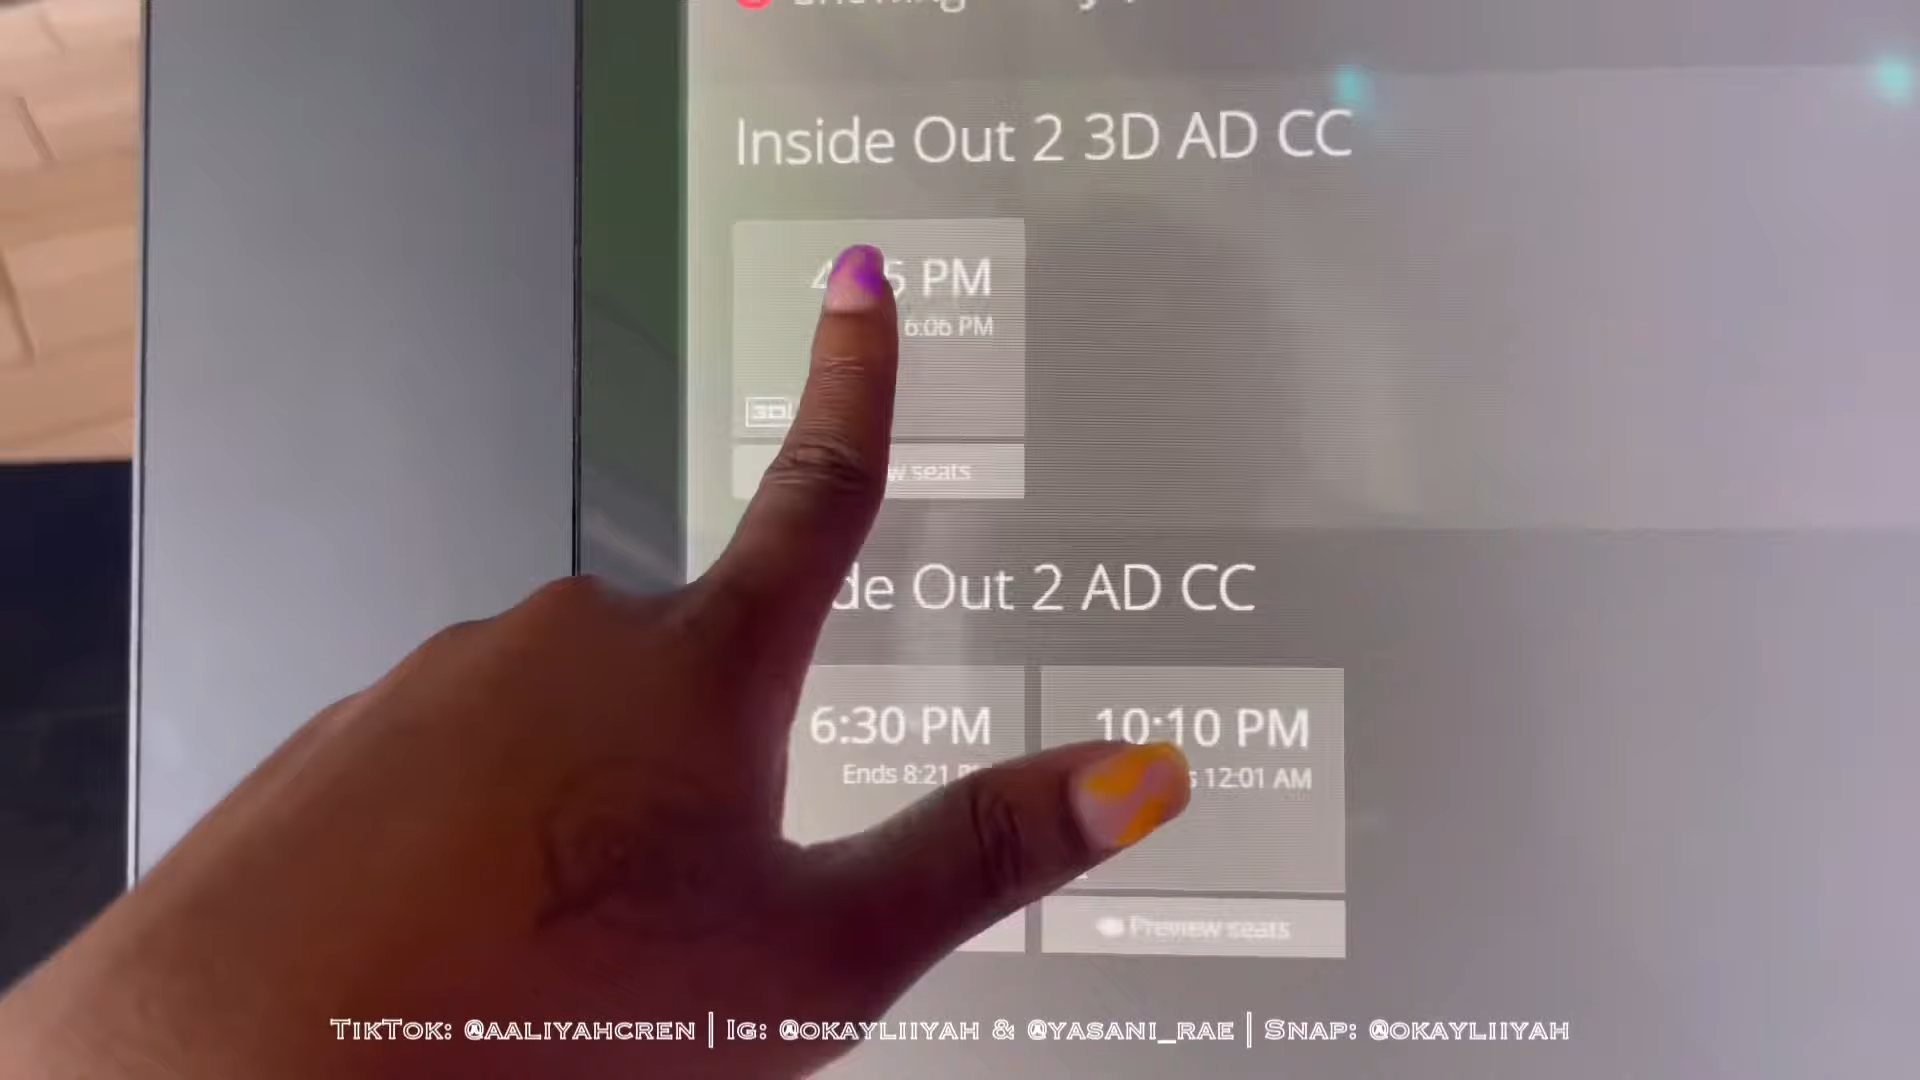 Inside Out 2 3D AD CC
PM
6:06 PM
3D
seats
Out 2 AD CC
6:30 PM
10:10 PM
Ends 8:21
12:01 AM
Preview seats
TikTok: @aaliyahcren | Ig: @okayliiyah & @yasani_rae | Snap: @okayliiyah